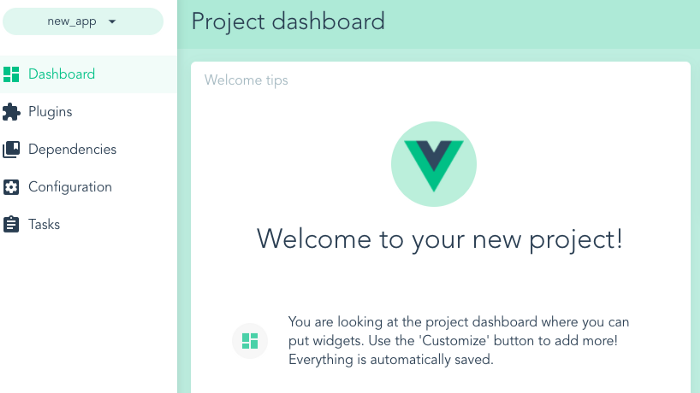 new_app
Project dashboard
Dashboard
Plugins
Dependencies
Configuration
Tasks
Welcome tips
Welcome to your new project!
You are looking at the project dashboard where you can
put widgets. Use the 'Customize' button to add more!
Everything is automatically saved.